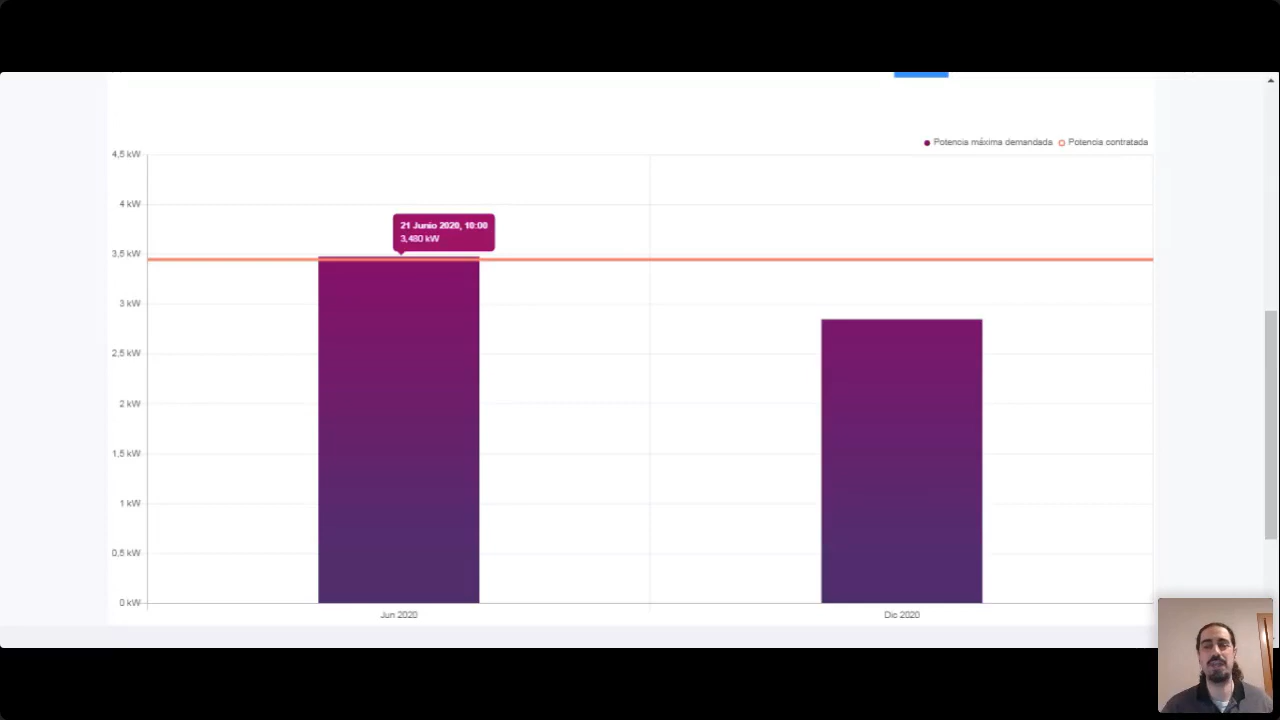 Potencia máxima demandada Potencia contratada
4,5 kW
4 kW
21 Junio 2020, 10:00
3,480 kW
3,5 kW
3 kW
2,5 kW
2 kW
1,5 kW
1 kW
0,5 kW
0 kW
Jun 2020 Dic 2020